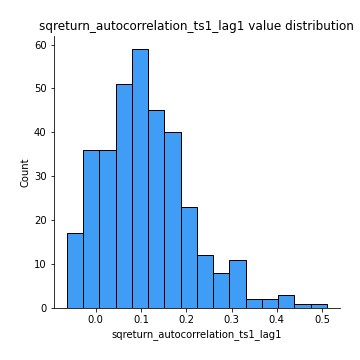 sqreturn_autocorrelation_ts1_lag1 value distribution
60
50
40
30
20
10
0
Count
0.0 0.1 0.2 0.3 0.4 0.5
sqreturn_autocorrelation_ts1_lag1